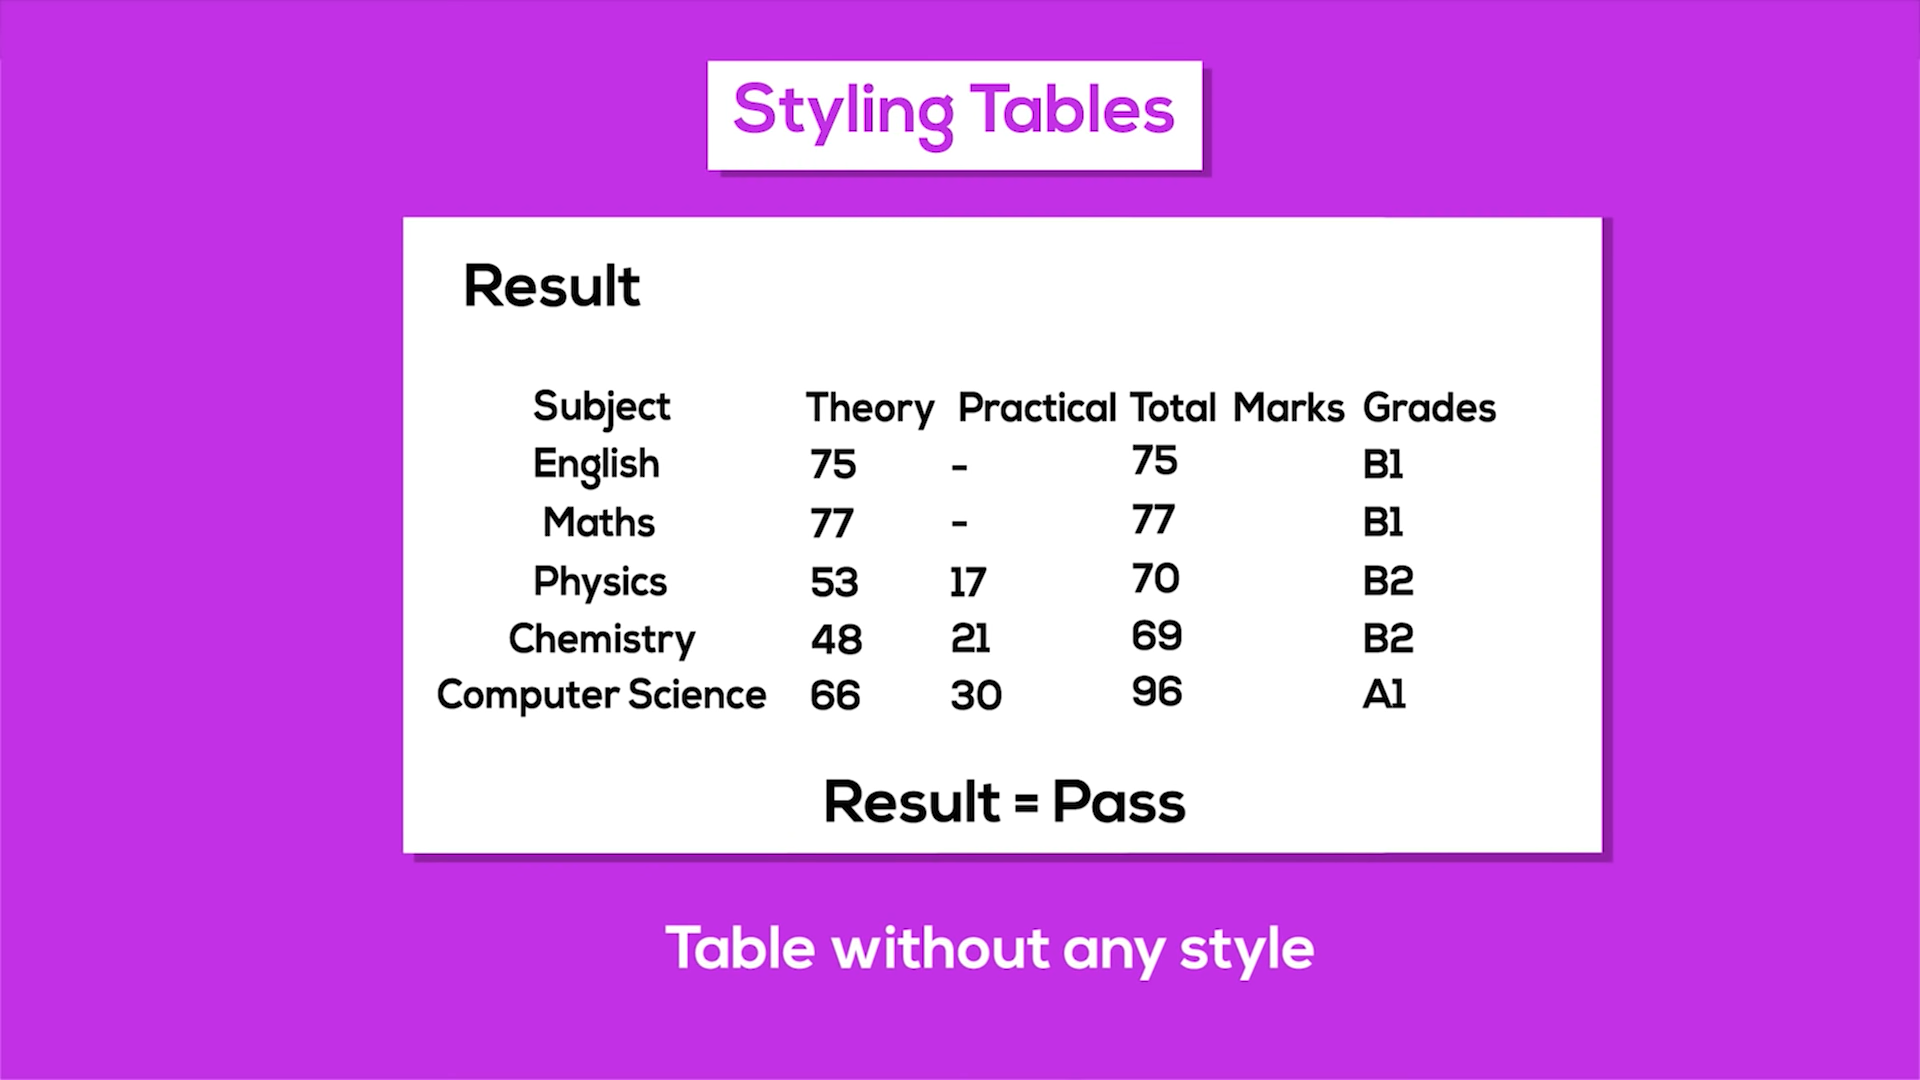 Styling Tables
Result
Subject Theory Practical Total Marks Grades
English 75 - 75 B1
Maths 77 - 77 B1
Physics 53 17 70 B2
Chemistry 48 21 69 B2
Computer Science 66 30 96 A1
Result = Pass
Table without any style